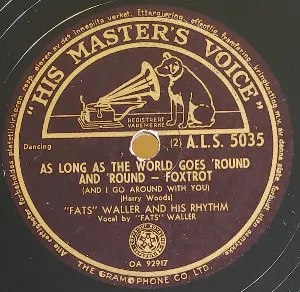 "HIS MASTER'S VOICE"
REGISTRERT
VAREMERKE
Dancing
(2) A.L.S. 5035
AS LONG AS THE WORLD GOES 'ROUND
AND 'ROUND — FOXTROT
(AND I GO AROUND WITH YOU)
(Harry Woods)
"FATS" WALLER AND HIS RHYTHM
Vocal by "FATS" WALLER
OA 92917
THE GRAMOPHONE CO. LTD.